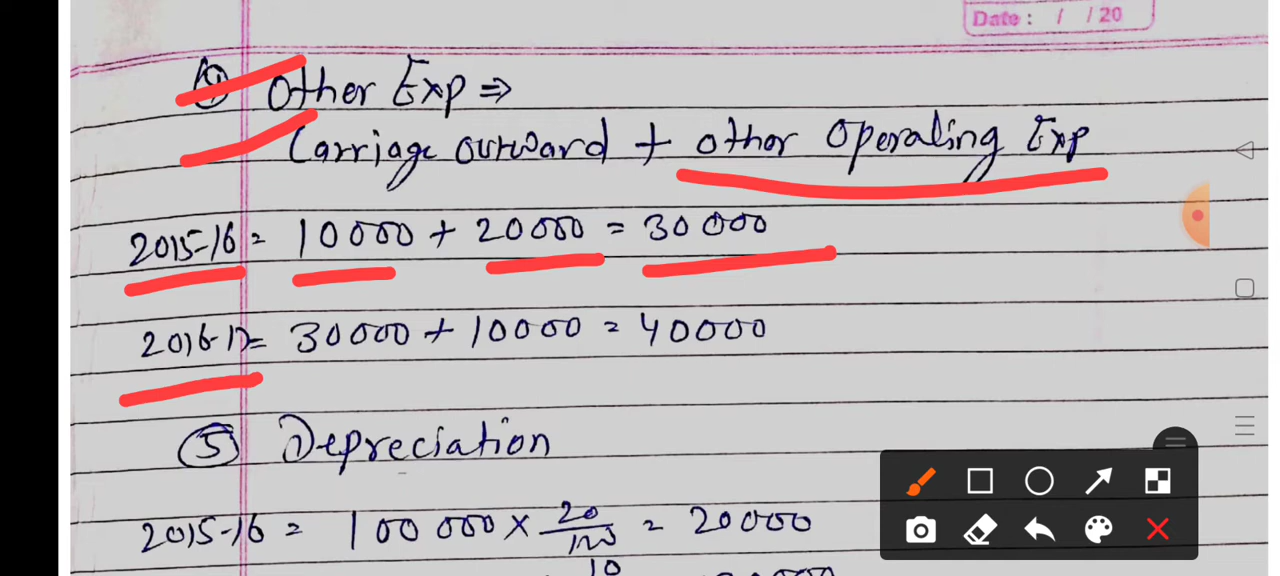 Date : / / 20
④ Other Exp ⇒
Carriage outward + other operating Exp
2015-16 = 10000 + 20000 = 30000
2016-17 = 30000 + 10000 = 40000
⑤ Depreciation
2015-16 = 100000 × 20/100 = 20000
10